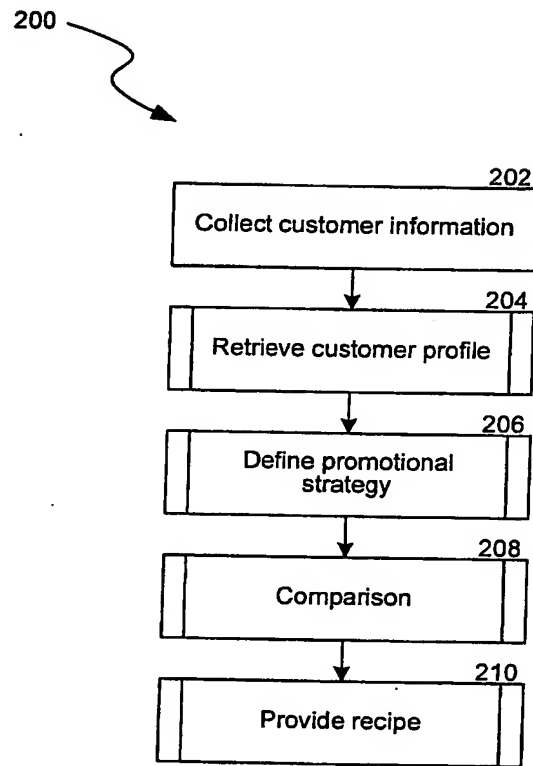 200
202
Collect customer information
204
Retrieve customer profile
206
Define promotional
strategy
208
Comparison
210
Provide recipe